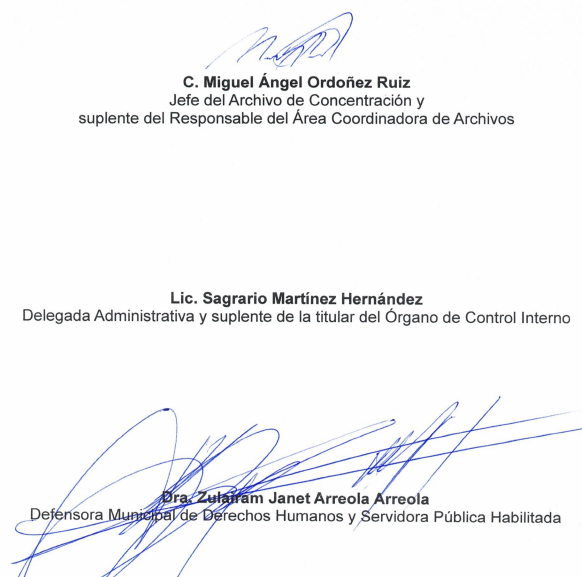 C. Miguel Ángel Ordoñez Ruiz
Jefe del Archivo de Concentración y
suplente del Responsable del Área Coordinadora de Archivos
Lic. Sagrario Martínez Hernández
Delegada Administrativa y suplente de la titular del Órgano de Control Interno
Dra. Zulairam Janet Arreola Arreola
Defensora Municipal de Derechos Humanos y Servidora Pública Habilitada